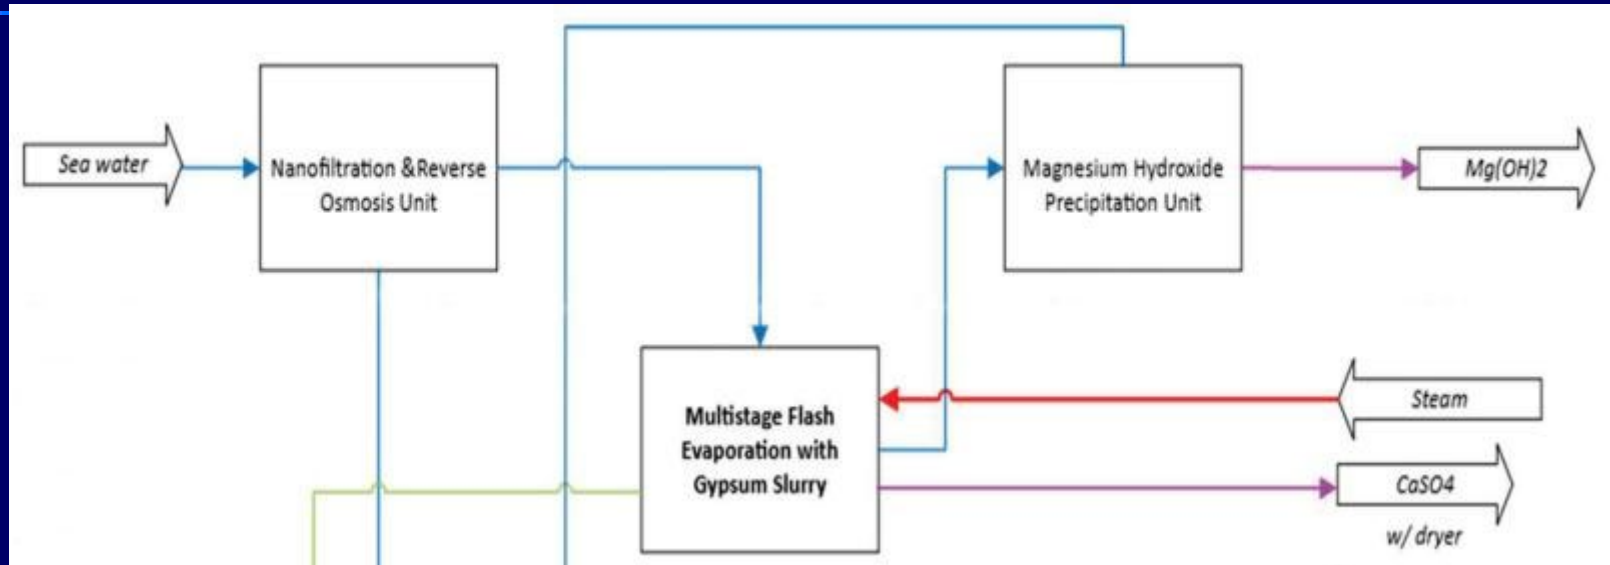 Sea water
Nanofiltration &Reverse
Osmosis Unit
Magnesium Hydroxide
Precipitation Unit
Mg(OH)2
Multistage Flash
Evaporation with
Gypsum Slurry
Steam
CaSO4
w/ dryer